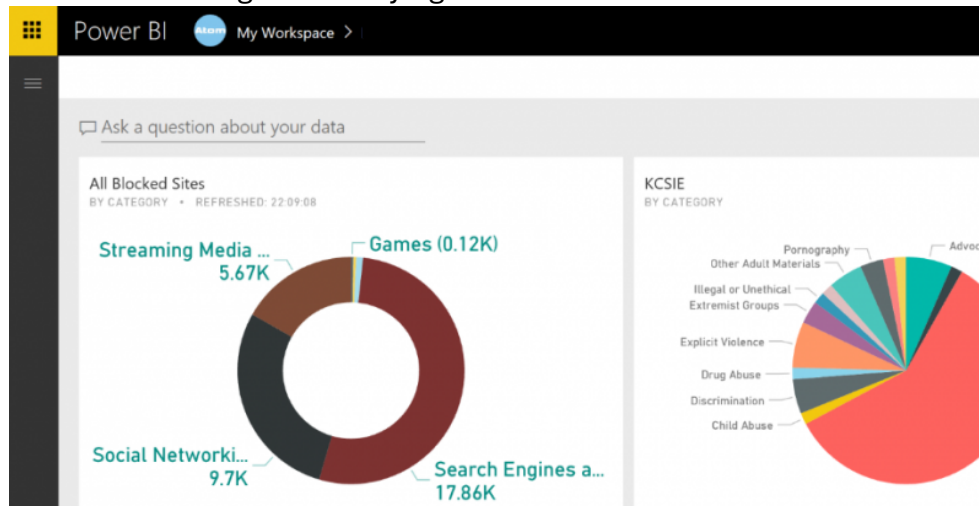 Power BI Atom My Workspace >
Ask a question about your data
All Blocked Sites
BY CATEGORY • REFRESHED: 22:09:08
Games (0.12K)
Streaming Media ...
5.67K
Social Networki...
9.7K
Search Engines a...
17.86K
KCSIE
BY CATEGORY
Pornography
Advoc
Other Adult Materials
Illegal or Unethical
Extremist Groups
Explicit Violence
Drug Abuse
Discrimination
Child Abuse